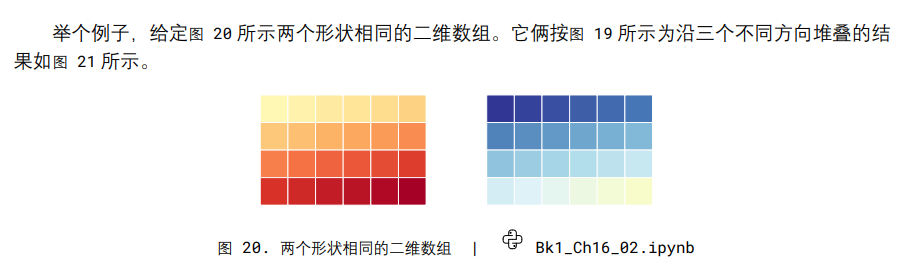 举个例子，给定图 20 所示两个形状相同的二维数组。它俩按图 19 所示为沿三个不同方向堆叠的结
果如图 21 所示。
图 20. 两个形状相同的二维数组 | Bk1_Ch16_02.ipynb